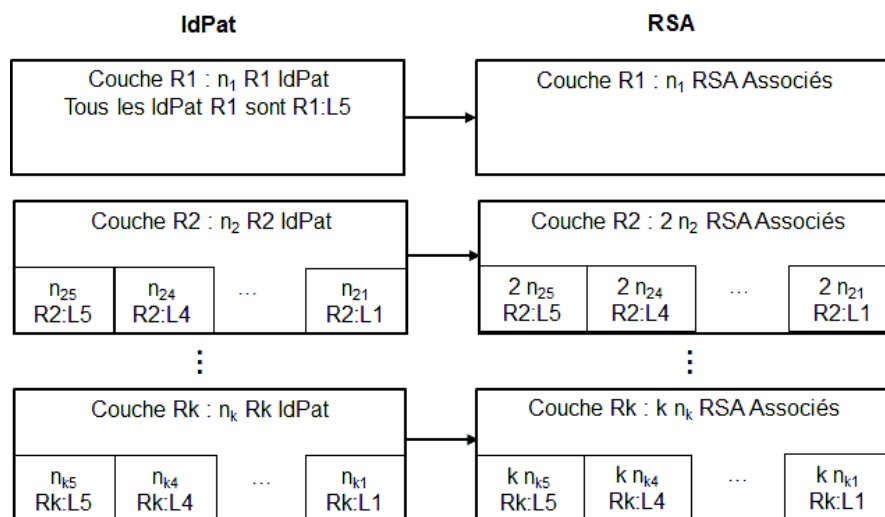 IdPat
RSA
Couche R1 : n₁ R1 IdPat
Tous les IdPat R1 sont R1:L5
Couche R1 : n₁ RSA Associés
Couche R2 : n₂ R2 IdPat
n₂₅
R2:L5
n₂₄
R2:L4
...
n₂₁
R2:L1
Couche R2 : 2 n₂ RSA Associés
2 n₂₅
R2:L5
2 n₂₄
R2:L4
...
2 n₂₁
R2:L1
⋮
⋮
Couche Rk : nₖ Rk IdPat
nₖ₅
Rk:L5
nₖ₄
Rk:L4
...
nₖ₁
Rk:L1
Couche Rk : k nₖ RSA Associés
k nₖ₅
Rk:L5
k nₖ₄
Rk:L4
...
k nₖ₁
Rk:L1